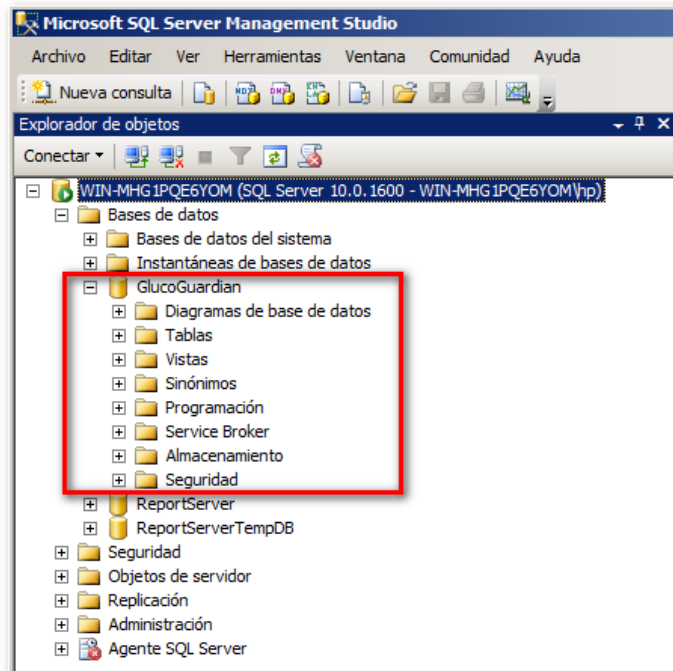 Microsoft SQL Server Management Studio
Archivo Editar Ver Herramientas Ventana Comunidad Ayuda
Nueva consulta
Explorador de objetos
Conectar
WIN-MHG1PQE6YOM (SQL Server 10.0.1600 - WIN-MHG1PQE6YOM\hp)
Bases de datos
Bases de datos del sistema
Instantáneas de bases de datos
GlucoGuardian
Diagramas de base de datos
Tablas
Vistas
Sinónimos
Programación
Service Broker
Almacenamiento
Seguridad
ReportServer
ReportServerTempDB
Seguridad
Objetos de servidor
Replicación
Administración
Agente SQL Server